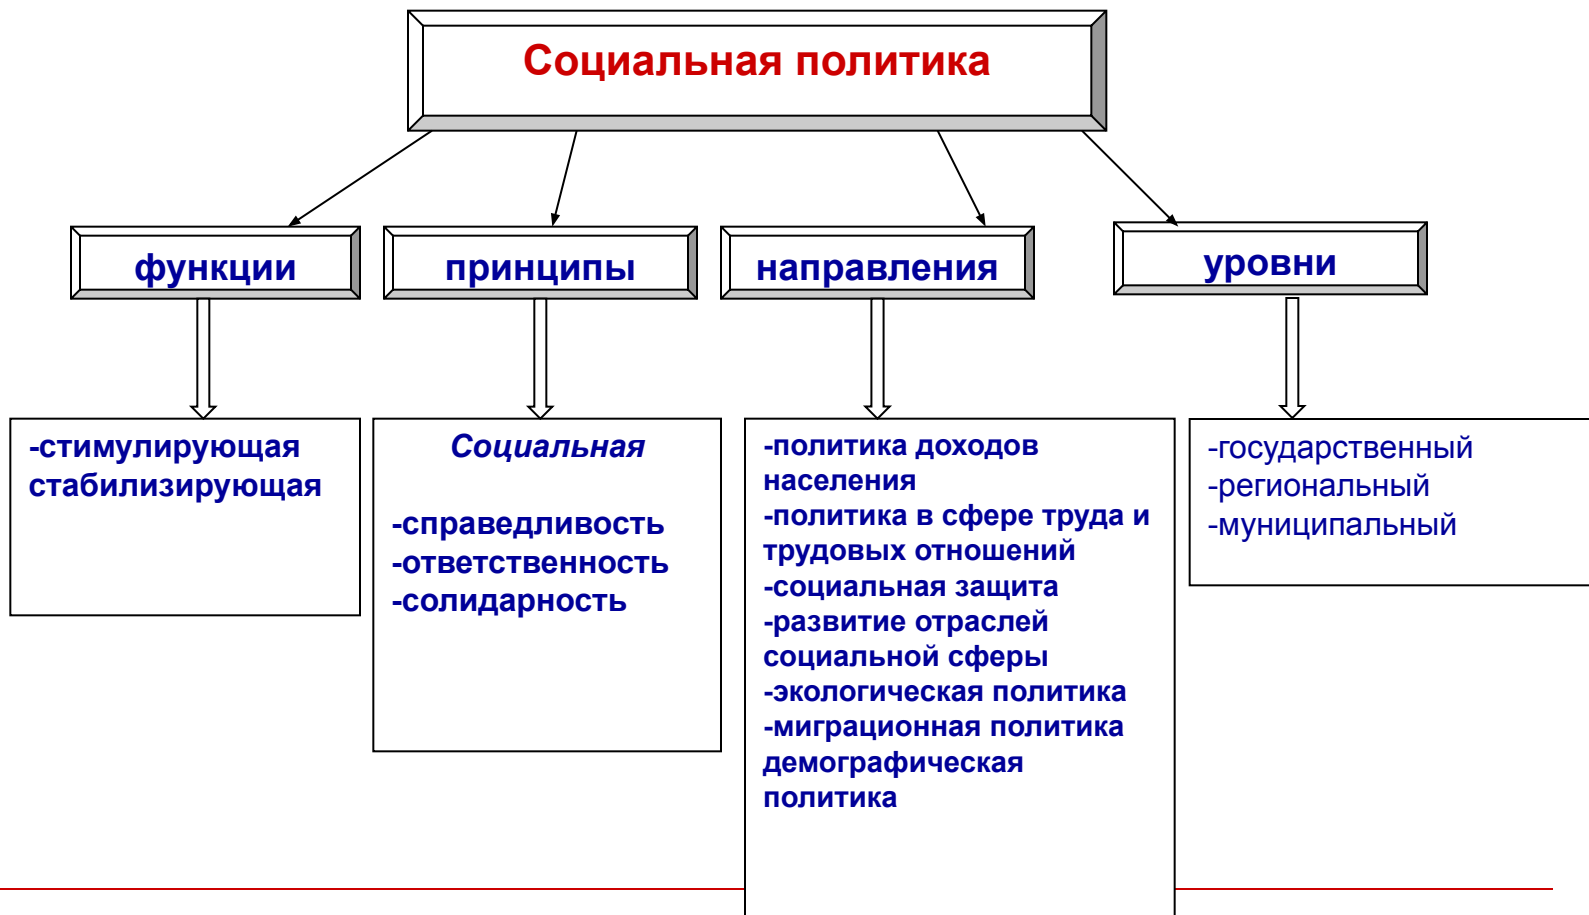 Социальная политика
функции
принципы
направления
уровни
-стимулирующая
стабилизирующая
Социальная
-справедливость
-ответственность
-солидарность
-политика доходов
населения
-политика в сфере труда и
трудовых отношений
-социальная защита
-развитие отраслей
социальной сферы
-экологическая политика
-миграционная политика
демографическая
политика
-государственный
-региональный
-муниципальный